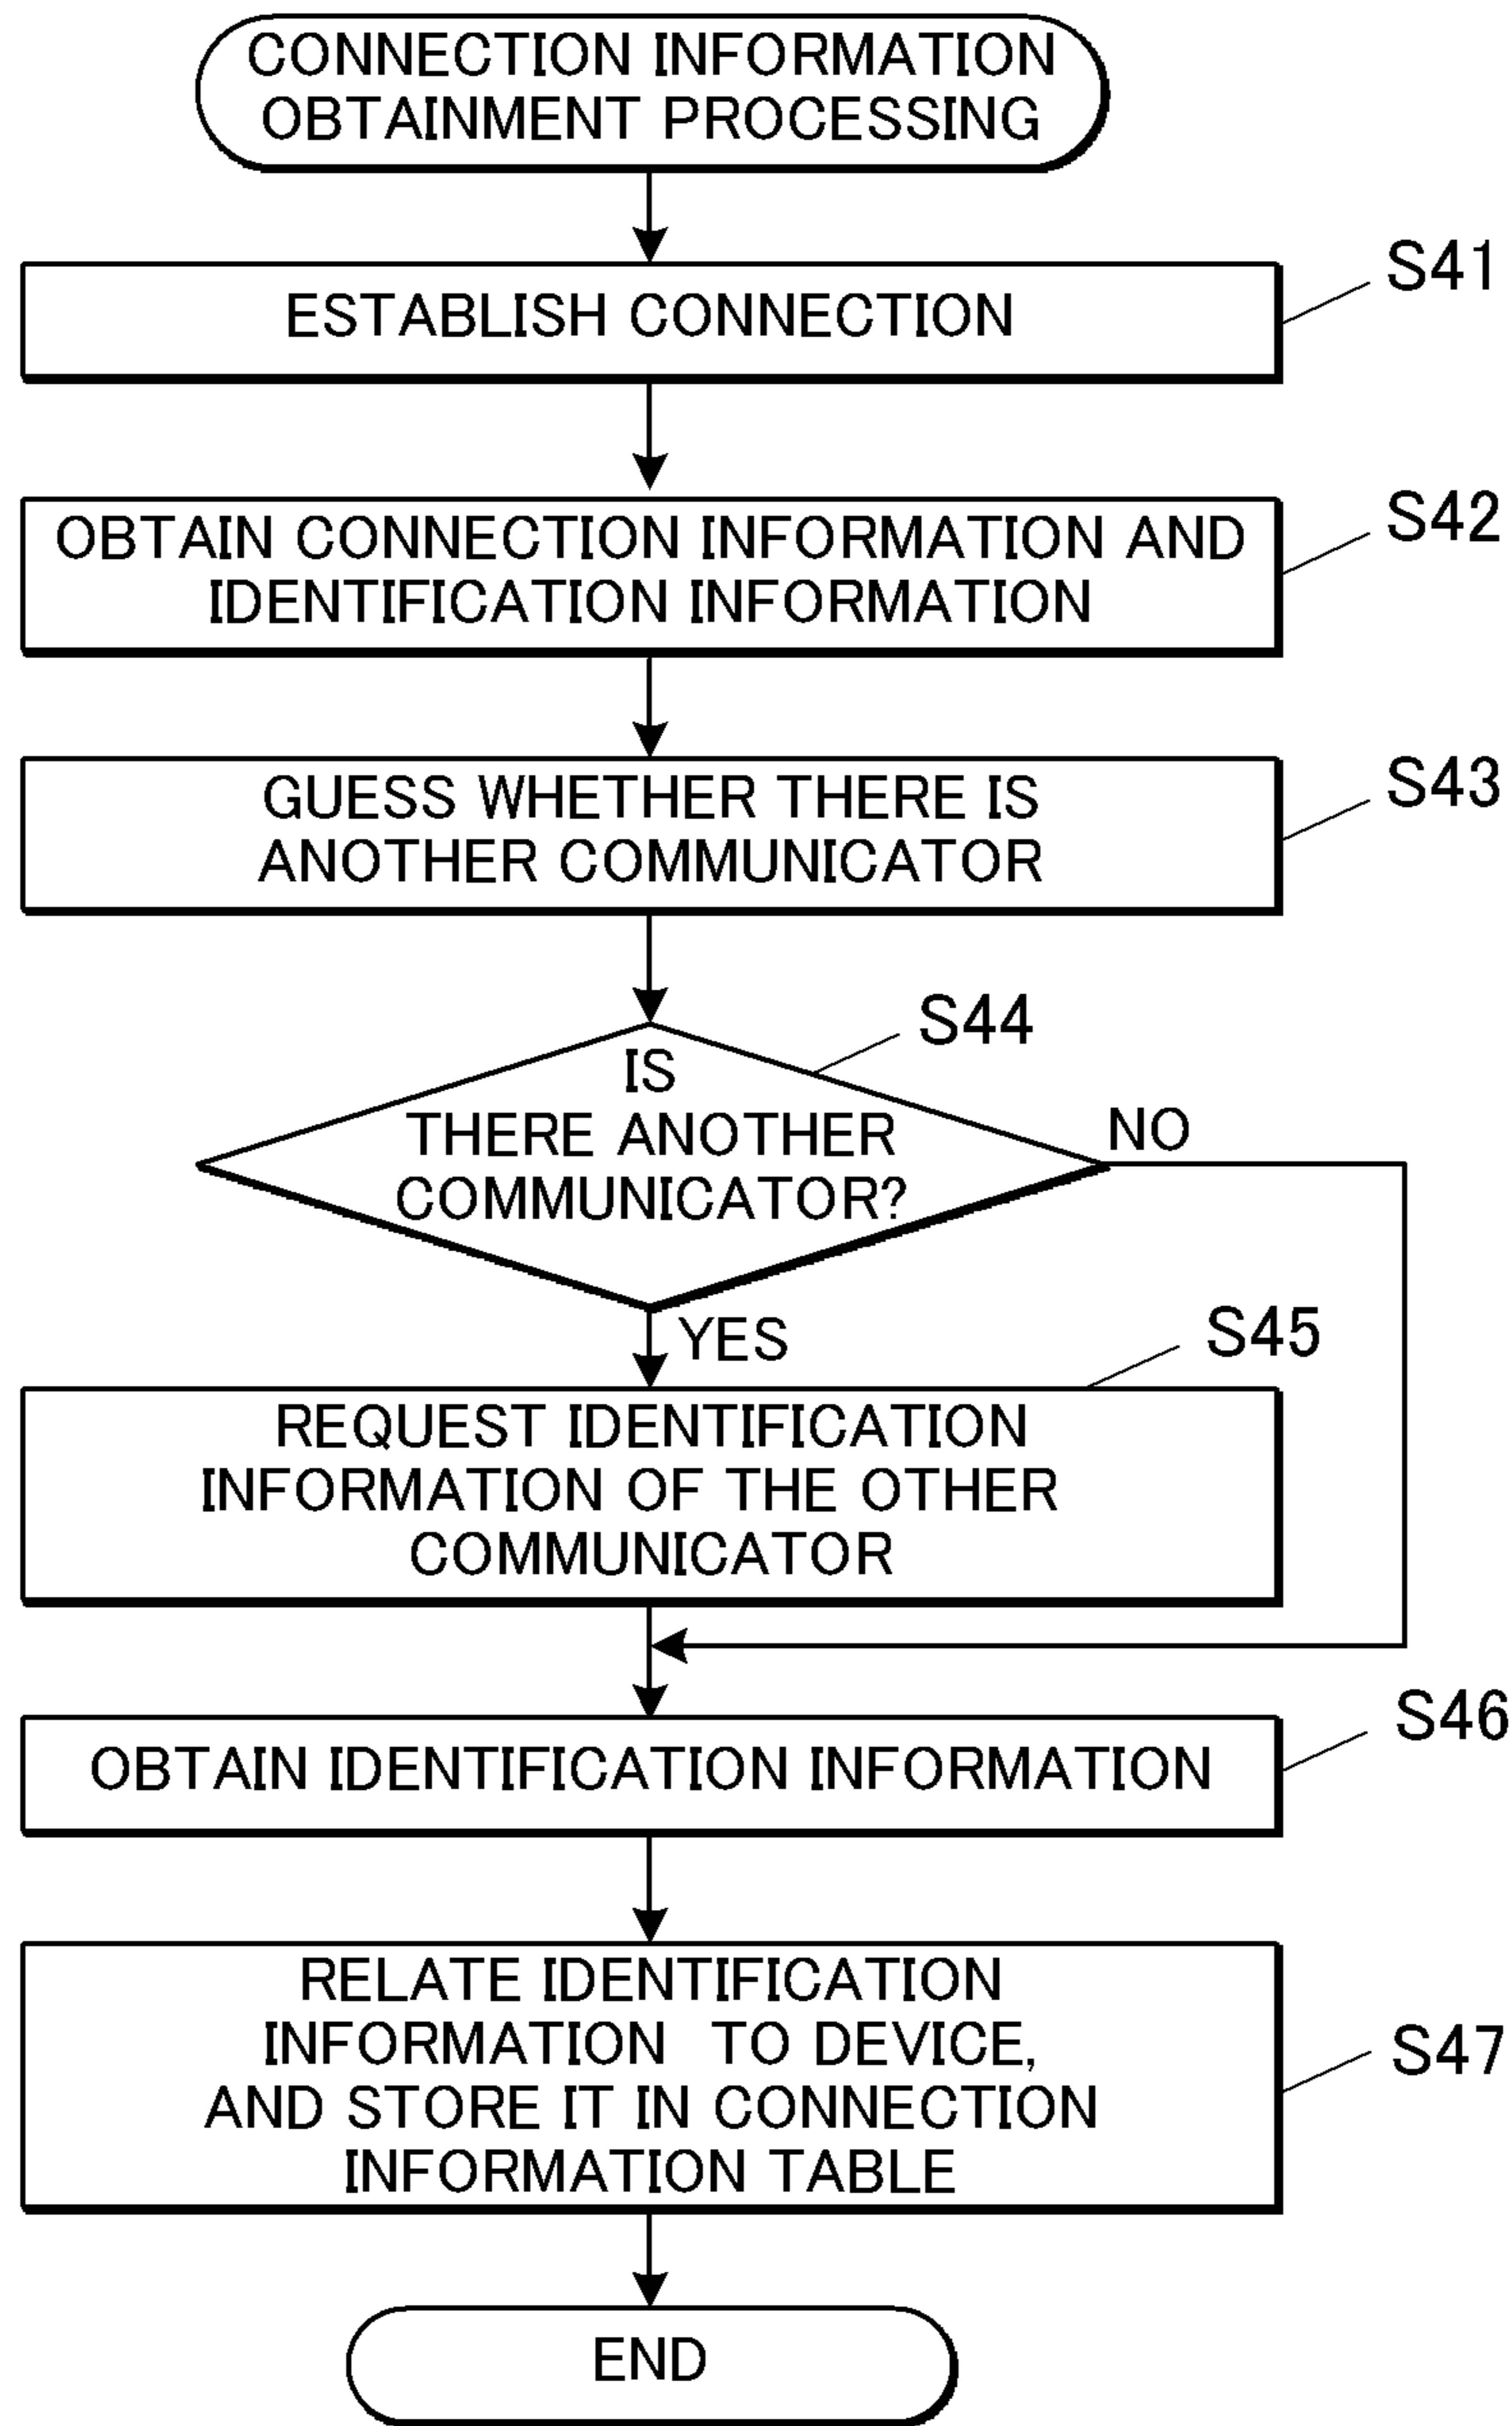 CONNECTION INFORMATION
OBTAINMENT PROCESSING
S41
ESTABLISH CONNECTION
S42
OBTAIN CONNECTION INFORMATION AND
IDENTIFICATION INFORMATION
S43
GUESS WHETHER THERE IS
ANOTHER COMMUNICATOR
S44
IS
THERE ANOTHER
COMMUNICATOR?
NO
YES
S45
REQUEST IDENTIFICATION
INFORMATION OF THE OTHER
COMMUNICATOR
S46
OBTAIN IDENTIFICATION INFORMATION
RELATE IDENTIFICATION
INFORMATION TO DEVICE,
AND STORE IT IN CONNECTION
INFORMATION TABLE
S47
END